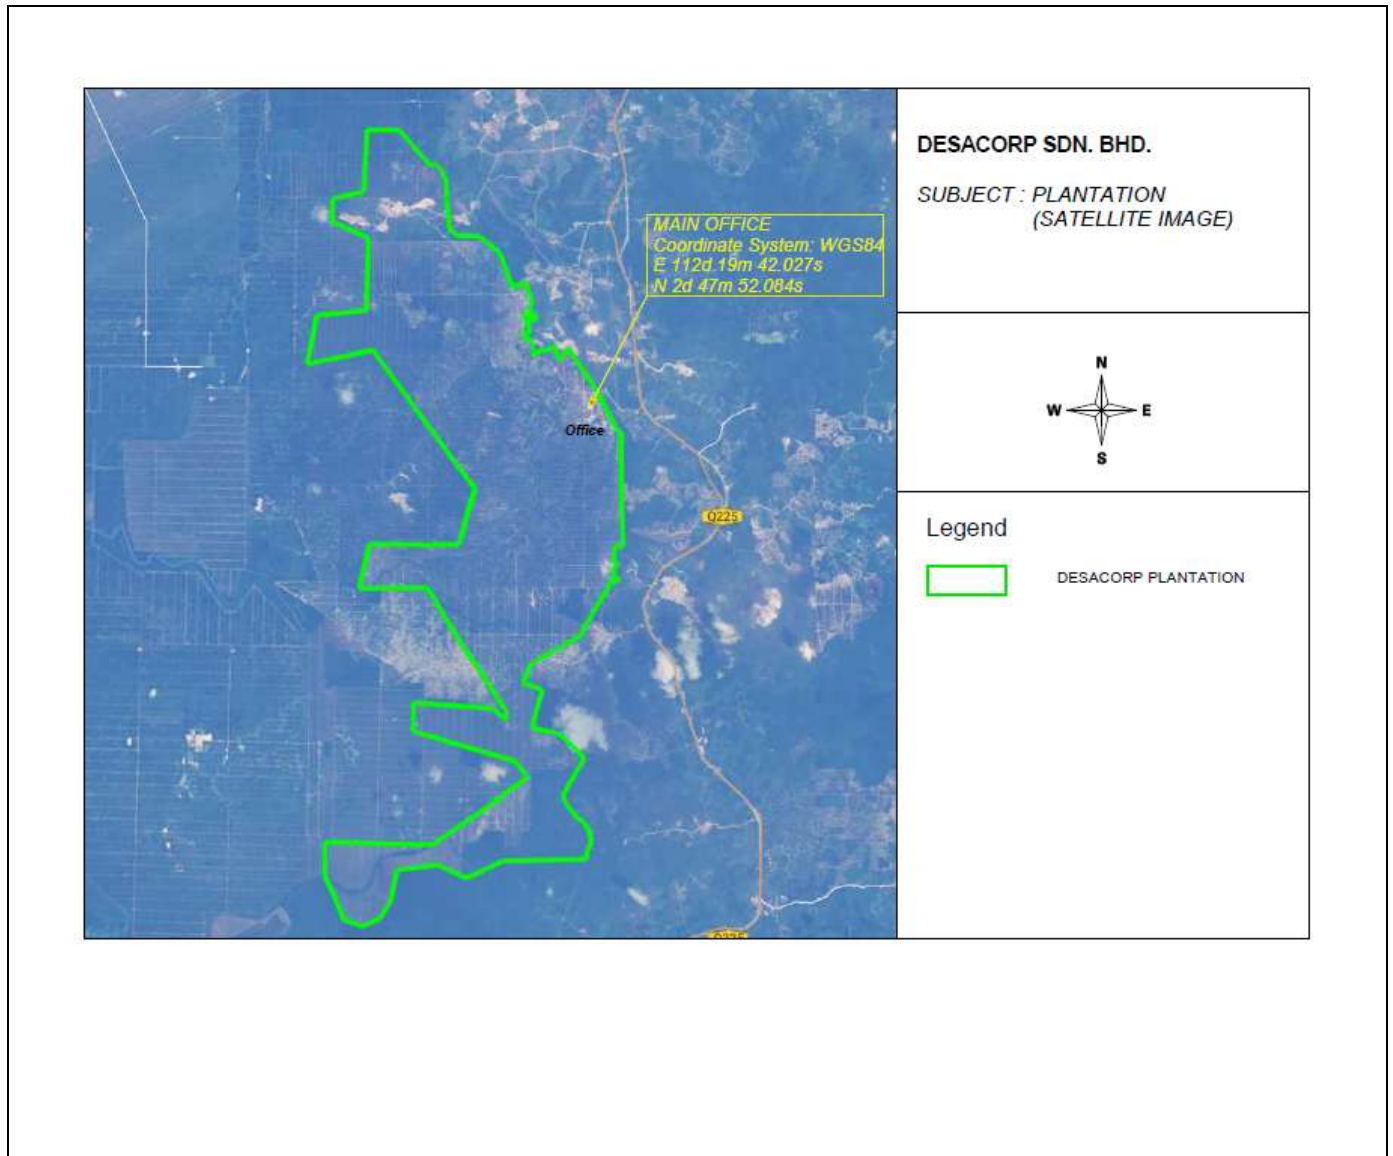 DESACORP SDN. BHD.
SUBJECT : PLANTATION
(SATELLITE IMAGE)
MAIN OFFICE
Coordinate System: WGS84
E 112d 19m 42.027s
N 2d 47m 52.084s
Office
Q225
Q225
N
W E
S
Legend
DESACORP PLANTATION